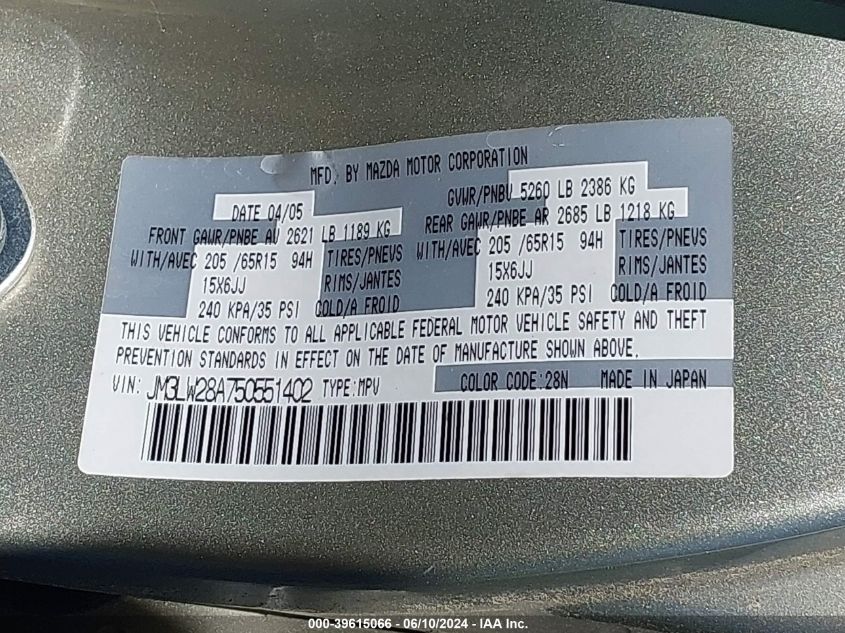 MFD. BY MAZDA MOTOR CORPORATION
DATE 04/05 GVWR/PNBV 5260 LB 2386 KG
FRONT GAWR/PNBE AV 2621 LB 1189 KG REAR GAWR/PNBE AR 2685 LB 1218 KG
WITH/AVEC 205 /65R15 94H TIRES/PNEUS WITH/AVEC 205 /65R15 94H TIRES/PNEUS
15X6JJ RIMS/JANTES 15X6JJ RIMS/JANTES
240 KPA/35 PSI COLD/A FROID 240 KPA/35 PSI COLD/A FROID
THIS VEHICLE CONFORMS TO ALL APPLICABLE FEDERAL MOTOR VEHICLE SAFETY AND THEFT
PREVENTION STANDARDS IN EFFECT ON THE DATE OF MANUFACTURE SHOWN ABOVE.
VIN: JM3LW28A750551402 TYPE:MPV COLOR CODE:28N MADE IN JAPAN
000-39615066 - 06/10/2024 - IAA Inc.